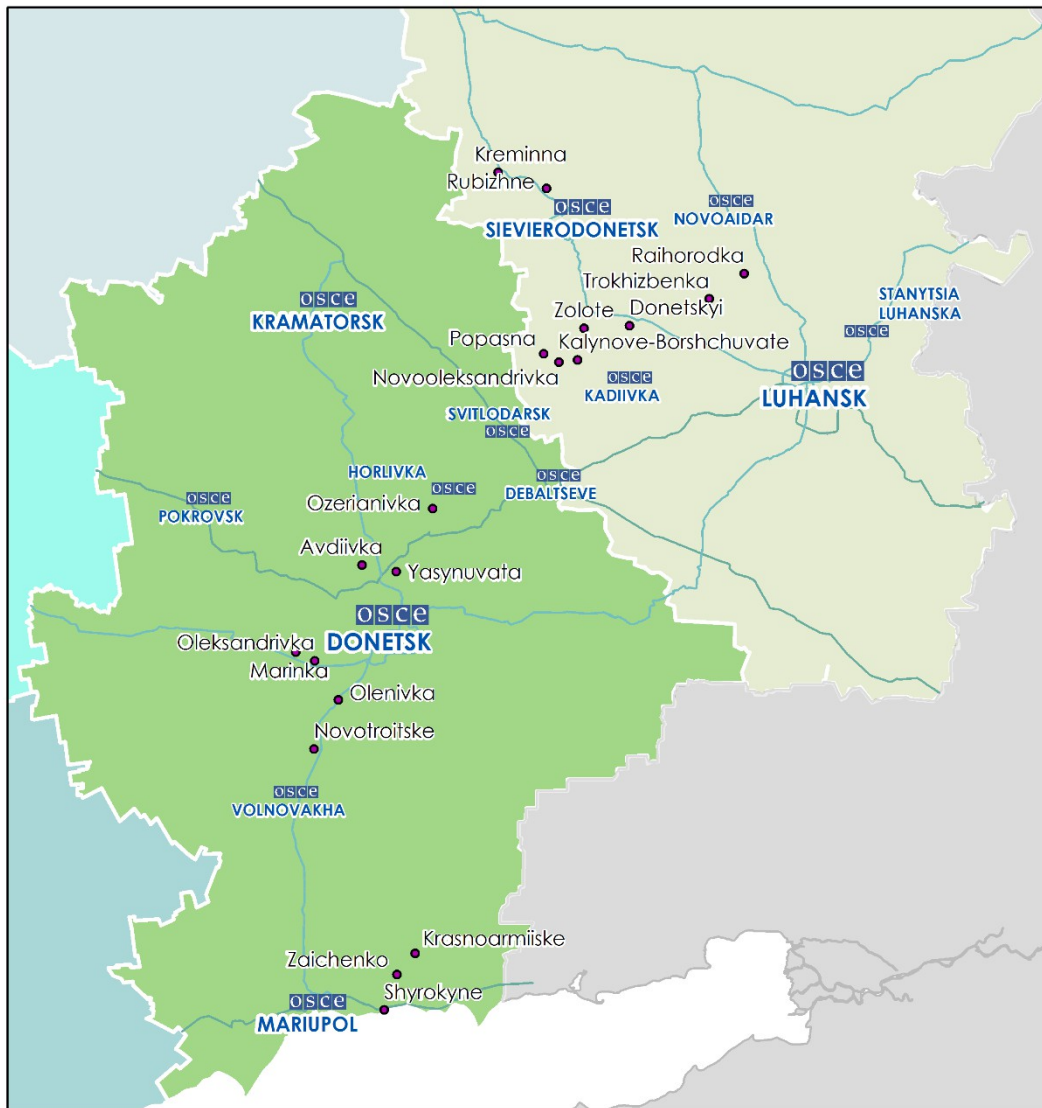 Kreminna
Rubizhne
osce
SIEVIERODONETSK
osce
NOVOAIDAR
Raihorodka
Trokhizbenka
Donetskyi
Zolote
Popasna
Kalynove-Borshchuvate
Novooleksandrivka
osce
KADIIVKA
STANYTSIA
LUHANSKA
osce
osce
LUHANSK
osce
KRAMATORSK
SVITLODARSK
osce
osce
DEBALTSEVE
HORLIVKA
osce
Ozerianivka
osce
POKROVSK
Avdiivka
Yasynuvata
osce
DONETSK
Oleksandrivka
Marinka
Olenivka
Novotroitske
osce
VOLNOVAKHA
Krasnoarmiiske
Zaichenko
Shyrokyne
osce
MARIUPOL